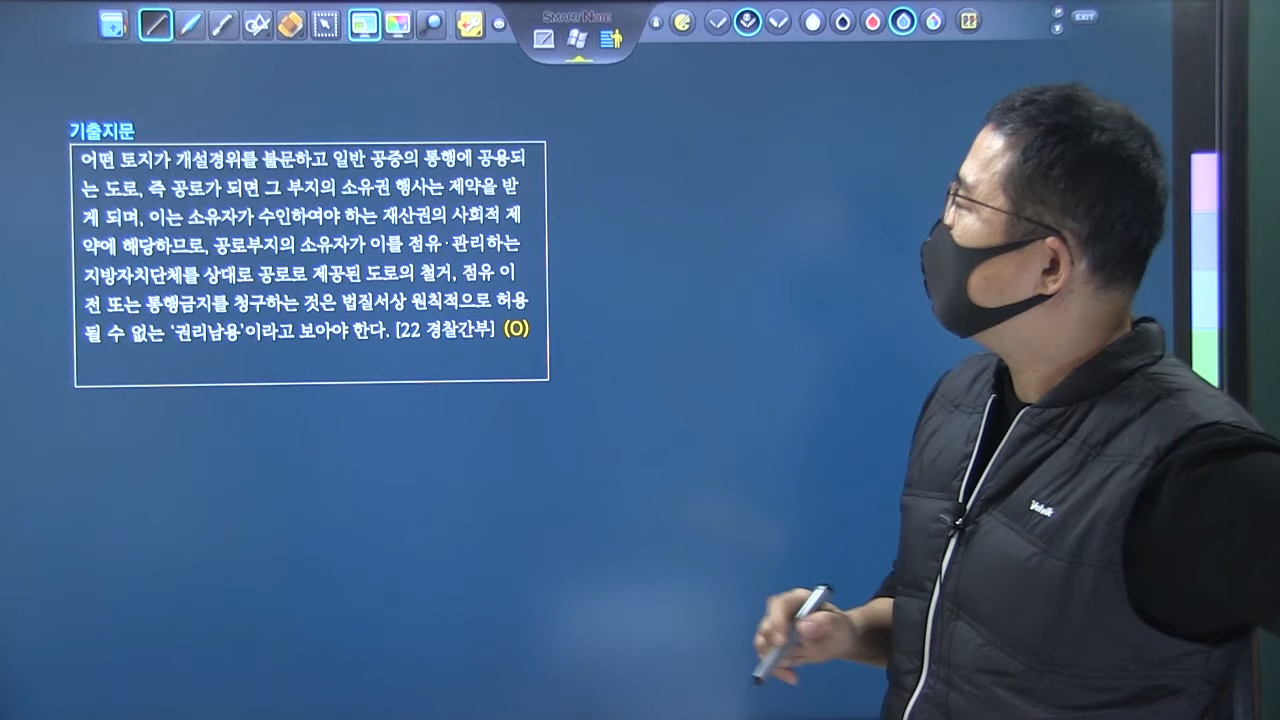 SMARTNOTE
EXIT
기출지문
어떤 토지가 개설경위를 불문하고 일반 공중의 통행에 공용되
는 도로, 즉 공로가 되면 그 부지의 소유권 행사는 제약을 받
게 되며, 이는 소유자가 수인하여야 하는 재산권의 사회적 제
약에 해당하므로, 공로부지의 소유자가 이를 점유·관리하는
지방자치단체를 상대로 공로로 제공된 도로의 철거, 점유 이
전 또는 통행금지를 청구하는 것은 법질서상 원칙적으로 허용
될 수 없는 '권리남용'이라고 보아야 한다. [22 경찰간부] (O)
Volvik